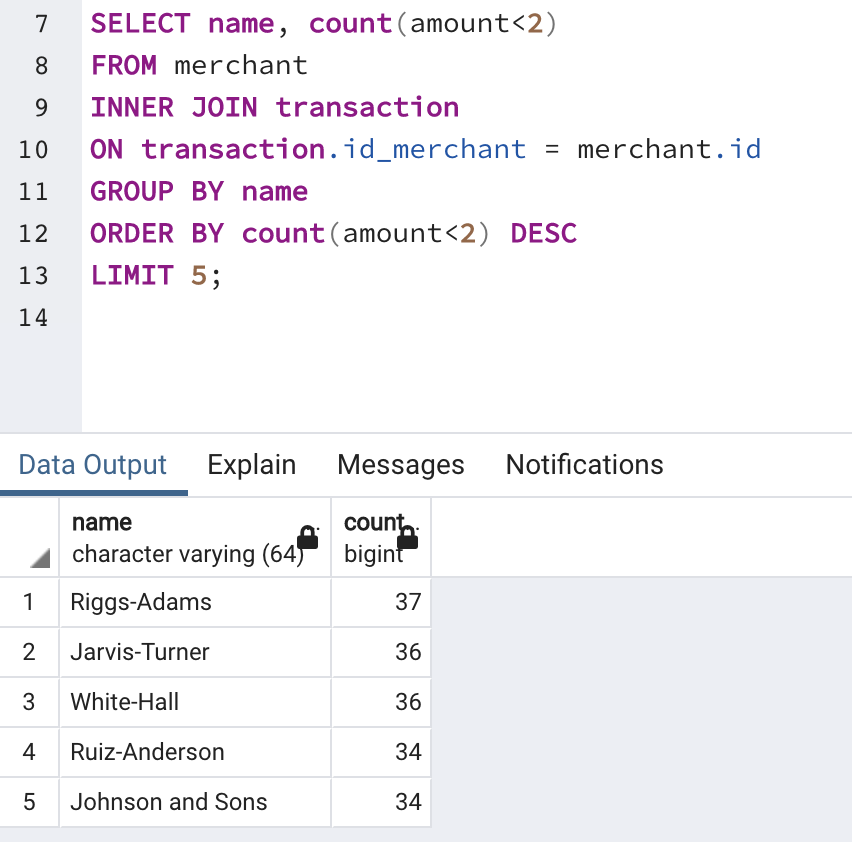 7 SELECT name, count(amount<2)
8 FROM merchant
9 INNER JOIN transaction
10 ON transaction.id_merchant = merchant.id
11 GROUP BY name
12 ORDER BY count(amount<2) DESC
13 LIMIT 5;
14
Data Output Explain Messages Notifications
name count
character varying (64) bigint
1 Riggs-Adams 37
2 Jarvis-Turner 36
3 White-Hall 36
4 Ruiz-Anderson 34
5 Johnson and Sons 34